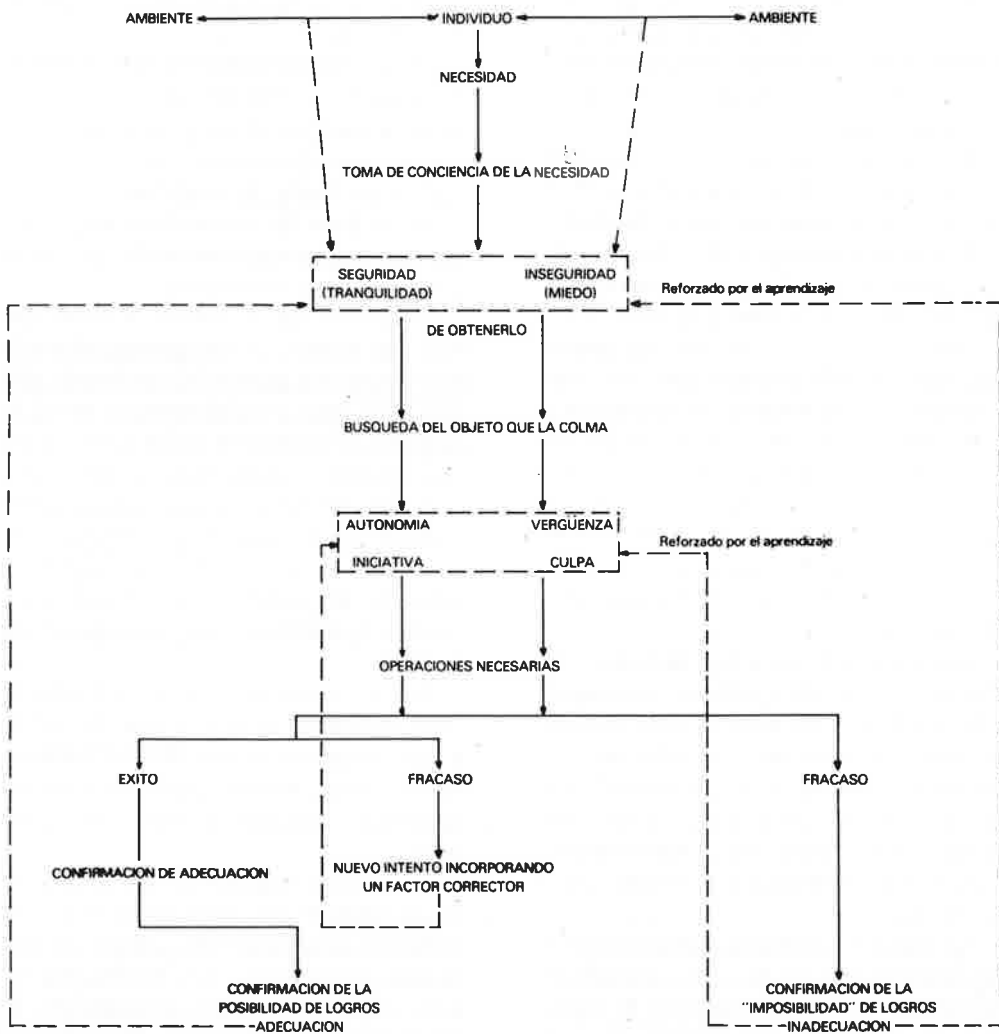 AMBIENTE INDIVIDUO AMBIENTE
NECESIDAD
TOMA DE CONCIENCIA DE LA NECESIDAD
SEGURIDAD
(TRANQUILIDAD)
INSEGURIDAD
(MIEDO)
Reforzado por el aprendizaje
DE OBTENERLO
BUSQUEDA DEL OBJETO QUE LA COLMA
AUTONOMIA VERGÜENZA
Reforzado por el aprendizaje
INICIATIVA CULPA
OPERACIONES NECESARIAS
EXITO FRACASO FRACASO
CONFIRMACION DE ADECUACION
NUEVO INTENTO INCORPORANDO
UN FACTOR CORRECTOR
CONFIRMACION DE LA
POSIBILIDAD DE LOGROS
ADECUACION
CONFIRMACION DE LA
"IMPOSIBILIDAD" DE LOGROS
INADECUACION